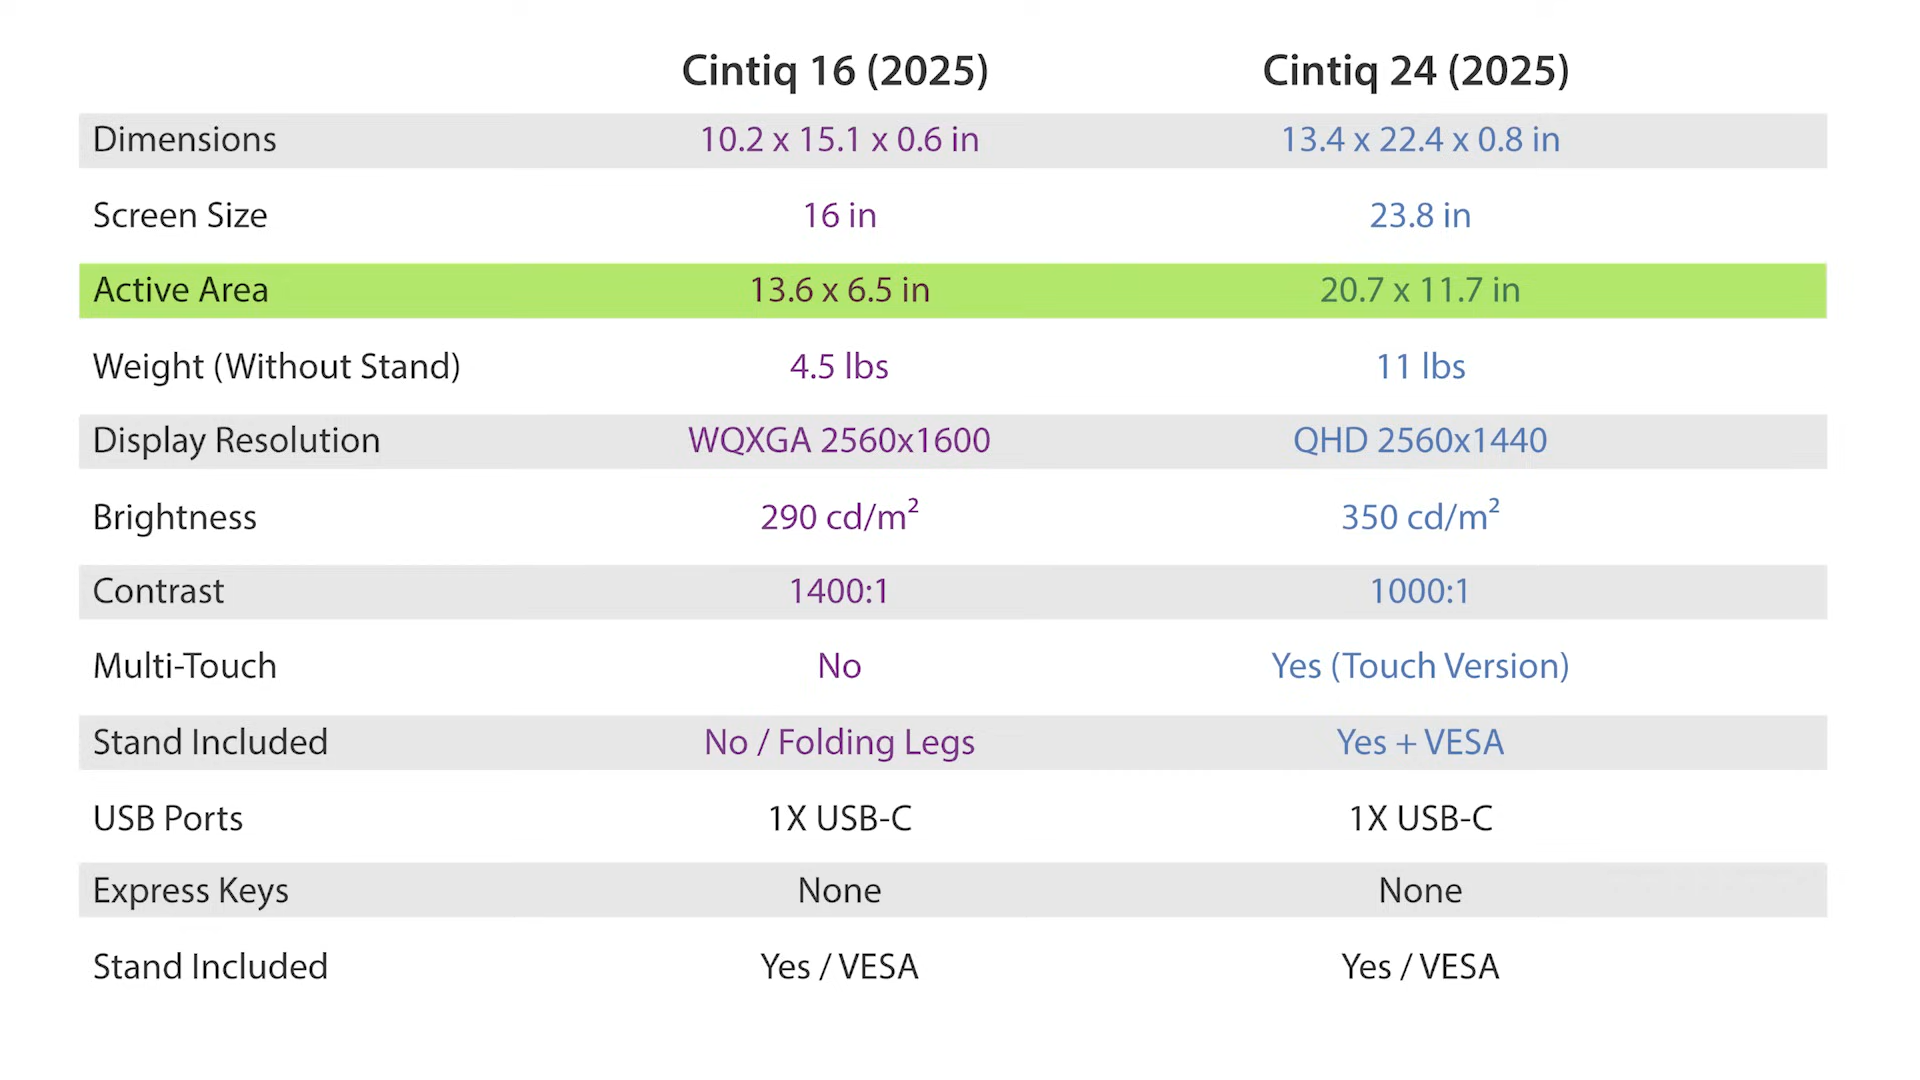 Cintiq 16 (2025) Cintiq 24 (2025)
Dimensions 10.2 x 15.1 x 0.6 in 13.4 x 22.4 x 0.8 in
Screen Size 16 in 23.8 in
Active Area 13.6 x 6.5 in 20.7 x 11.7 in
Weight (Without Stand) 4.5 lbs 11 lbs
Display Resolution WQXGA 2560x1600 QHD 2560x1440
Brightness 290 cd/m² 350 cd/m²
Contrast 1400:1 1000:1
Multi-Touch No Yes (Touch Version)
Stand Included No / Folding Legs Yes + VESA
USB Ports 1X USB-C 1X USB-C
Express Keys None None
Stand Included Yes / VESA Yes / VESA